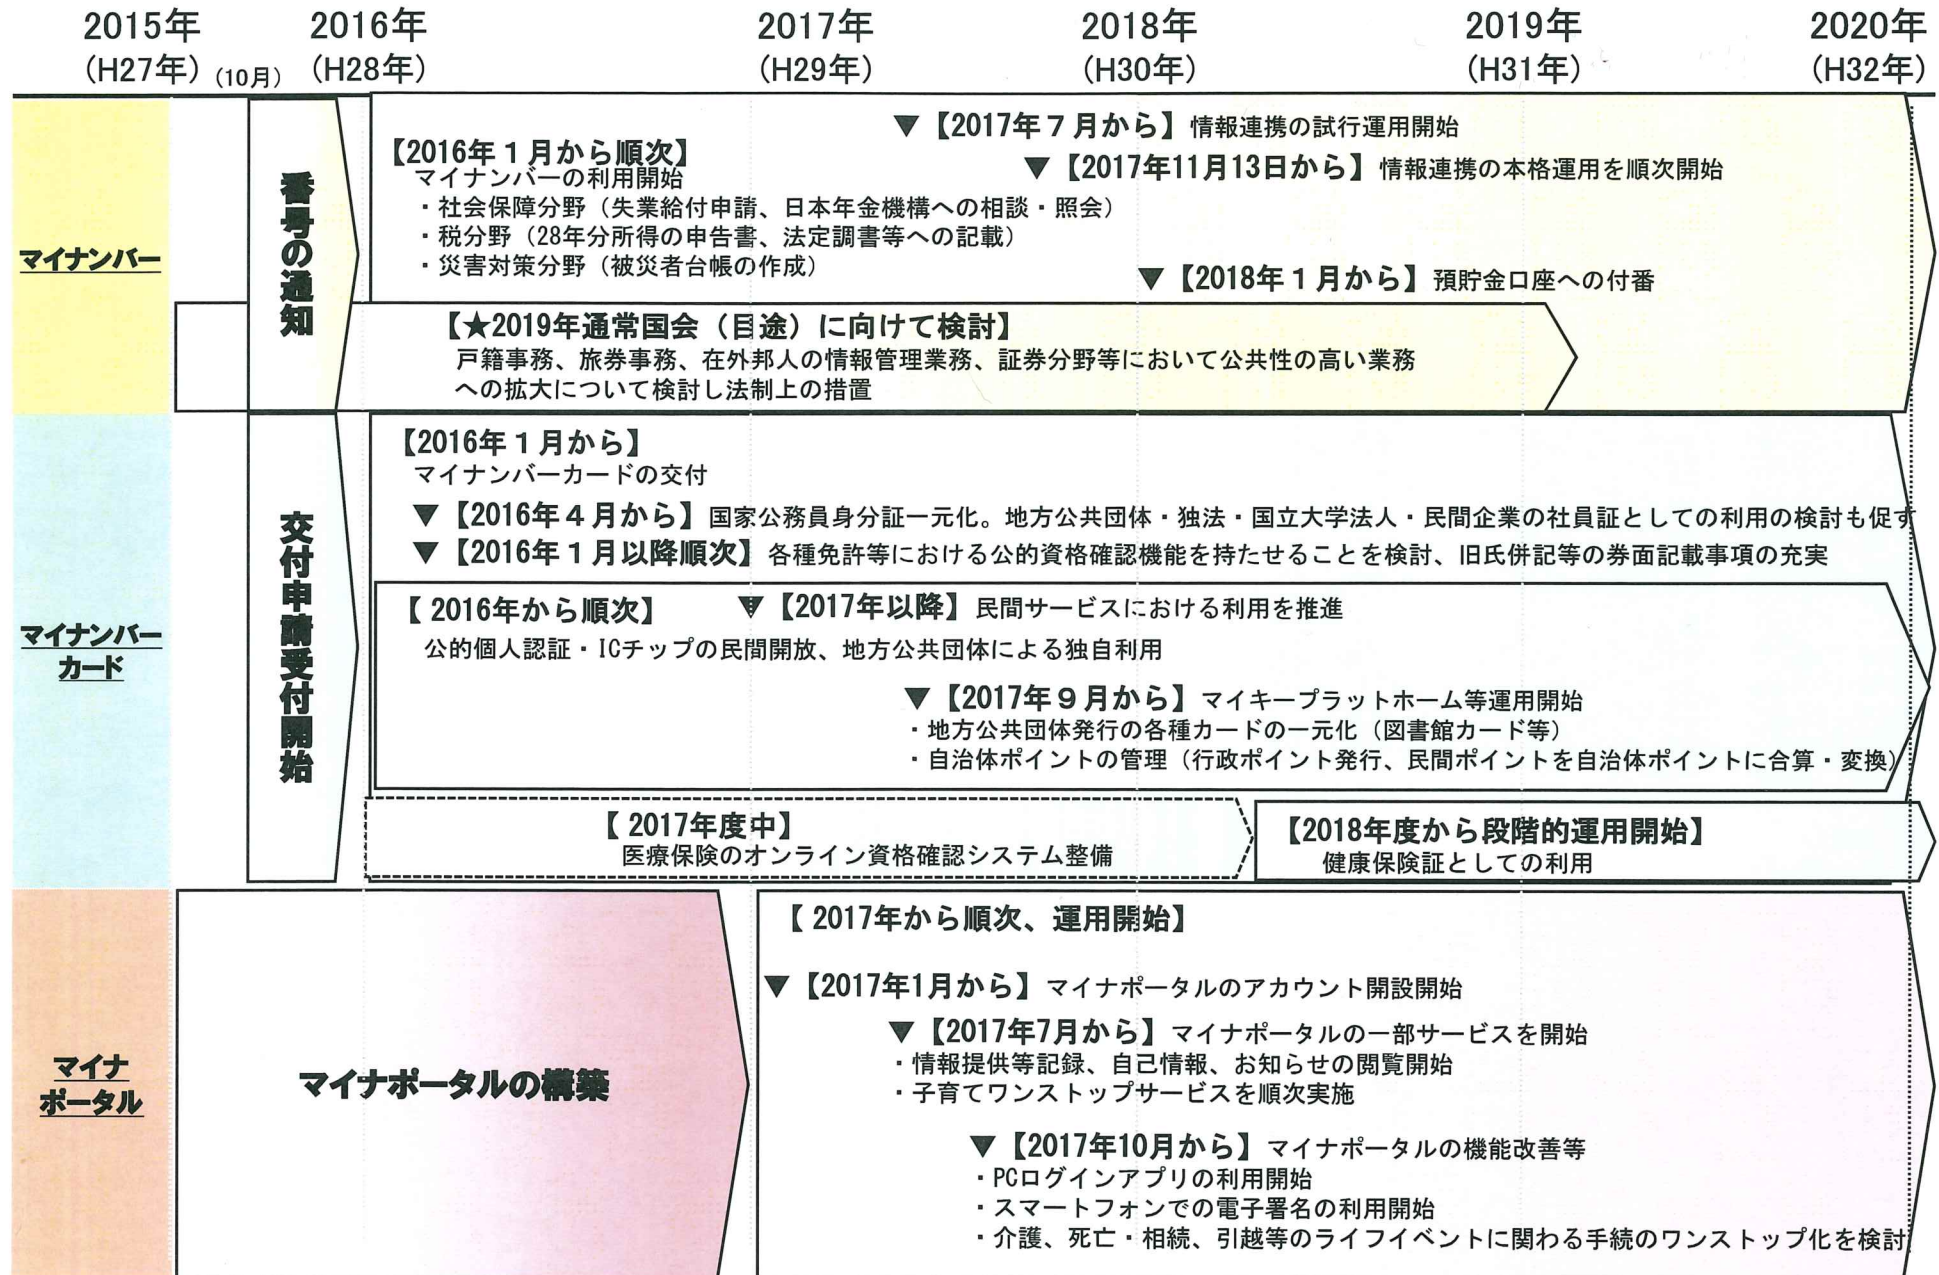 2015年 2016年 2017年 2018年 2019年 2020年
(H27年) (10月) (H28年) (H29年) (H30年) (H31年) (H32年)
マイナンバー
番号の通知
▼【2017年７月から】情報連携の試行運用開始
【2016年１月から順次】
▼【2017年11月13日から】情報連携の本格運用を順次開始
マイナンバーの利用開始
・社会保障分野（失業給付申請、日本年金機構への相談・照会）
・税分野（28年分所得の申告書、法定調書等への記載）
・災害対策分野（被災者台帳の作成）
▼【2018年１月から】預貯金口座への付番
【★2019年通常国会（目途）に向けて検討】
戸籍事務、旅券事務、在外邦人の情報管理業務、証券分野等において公共性の高い業務
への拡大について検討し法制上の措置
マイナンバー
カード
交付申請受付開始
【2016年１月から】
マイナンバーカードの交付
▼【2016年４月から】国家公務員身分証一元化。地方公共団体・独法・国立大学法人・民間企業の社員証としての利用の検討も促す
▼【2016年１月以降順次】各種免許等における公的資格確認機能を持たせることを検討、旧氏併記等の券面記載事項の充実
【 2016年から順次】 ▼【2017年以降】民間サービスにおける利用を推進
公的個人認証・ICチップの民間開放、地方公共団体による独自利用
▼【2017年９月から】マイキープラットホーム等運用開始
・地方公共団体発行の各種カードの一元化（図書館カード等）
・自治体ポイントの管理（行政ポイント発行、民間ポイントを自治体ポイントに合算・変換）
【 2017年度中】
医療保険のオンライン資格確認システム整備
【2018年度から段階的運用開始】
健康保険証としての利用
マイナ
ポータル
マイナポータルの構築
【 2017年から順次、運用開始】
▼【2017年1月から】マイナポータルのアカウント開設開始
▼【2017年7月から】マイナポータルの一部サービスを開始
・情報提供等記録、自己情報、お知らせの閲覧開始
・子育てワンストップサービスを順次実施
▼【2017年10月から】マイナポータルの機能改善等
・PCログインアプリの利用開始
・スマートフォンでの電子署名の利用開始
・介護、死亡・相続、引越等のライフイベントに関わる手続のワンストップ化を検討